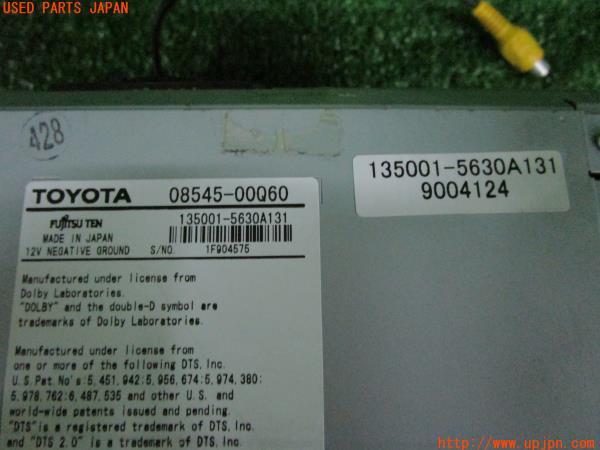 USED PARTS JAPAN
428
135001-5630A131
9004124
TOYOTA 08545-00Q60
FUJITSU TEN 135001-5630A131
MADE IN JAPAN
12V NEGATIVE GROUND S/NO. 1F904575
Manufactured under license from
Dolby Laboratories.
"DOLBY" and the double-D symbol are
trademarks of Dolby Laboratories.
Manufactured under license from
one or more of the following DTS, Inc.
U.S. Pat. No's: 5,451,942;5,956,674;5,974,380;
5,978,762;6,487,535 and other U.S. and
world-wide patents issued and pending.
"DTS"is a registered trademark of DTS, Inc.
and "DTS 2.0" is a trademark of DTS, Inc.
http://www.upjpn.com/